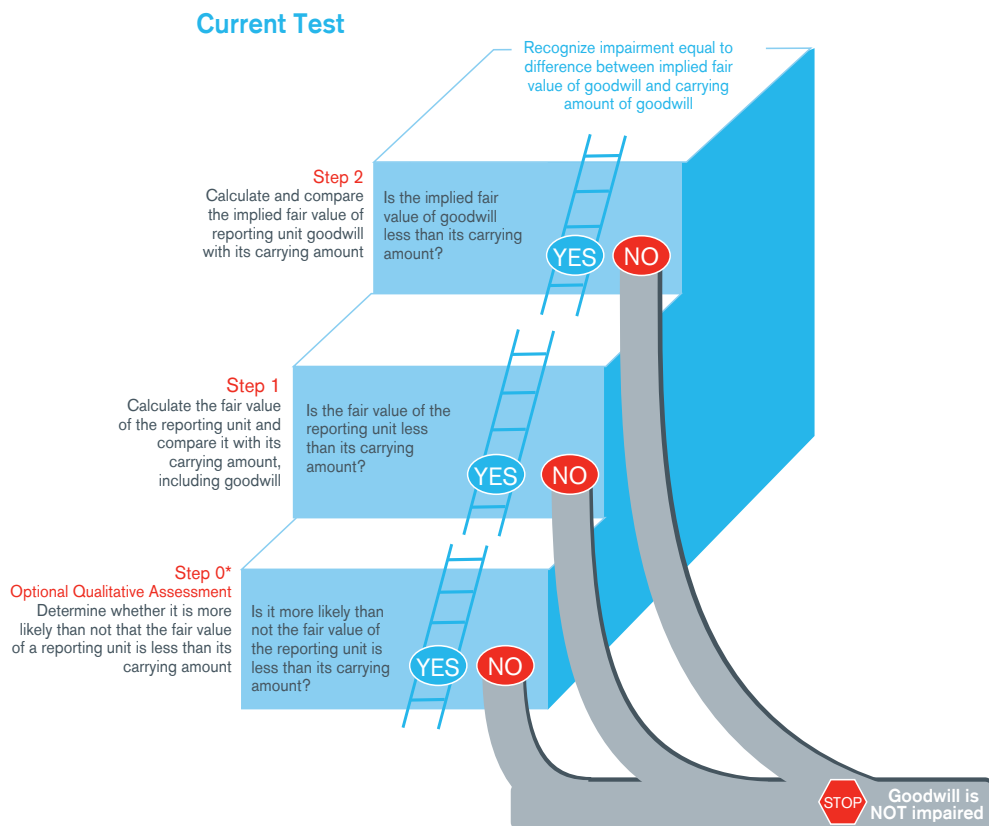 Current Test
Recognize impairment equal to
difference between implied fair
value of goodwill and carrying
amount of goodwill
Step 2
Calculate and compare
the implied fair value of
reporting unit goodwill
with its carrying amount
Is the implied fair
value of goodwill
less than its carrying
amount?
YES
NO
Step 1
Calculate the fair value
of the reporting unit and
compare it with its
carrying amount,
including goodwill
Is the fair value of the
reporting unit less
than its carrying
amount?
YES
NO
Step 0*
Optional Qualitative Assessment
Determine whether it is more
likely than not that the fair value
of a reporting unit is less than its
carrying amount
Is it more likely than
not the fair value of
the reporting unit is
less than its carrying
amount?
YES
NO
STOP
Goodwill is
NOT impaired